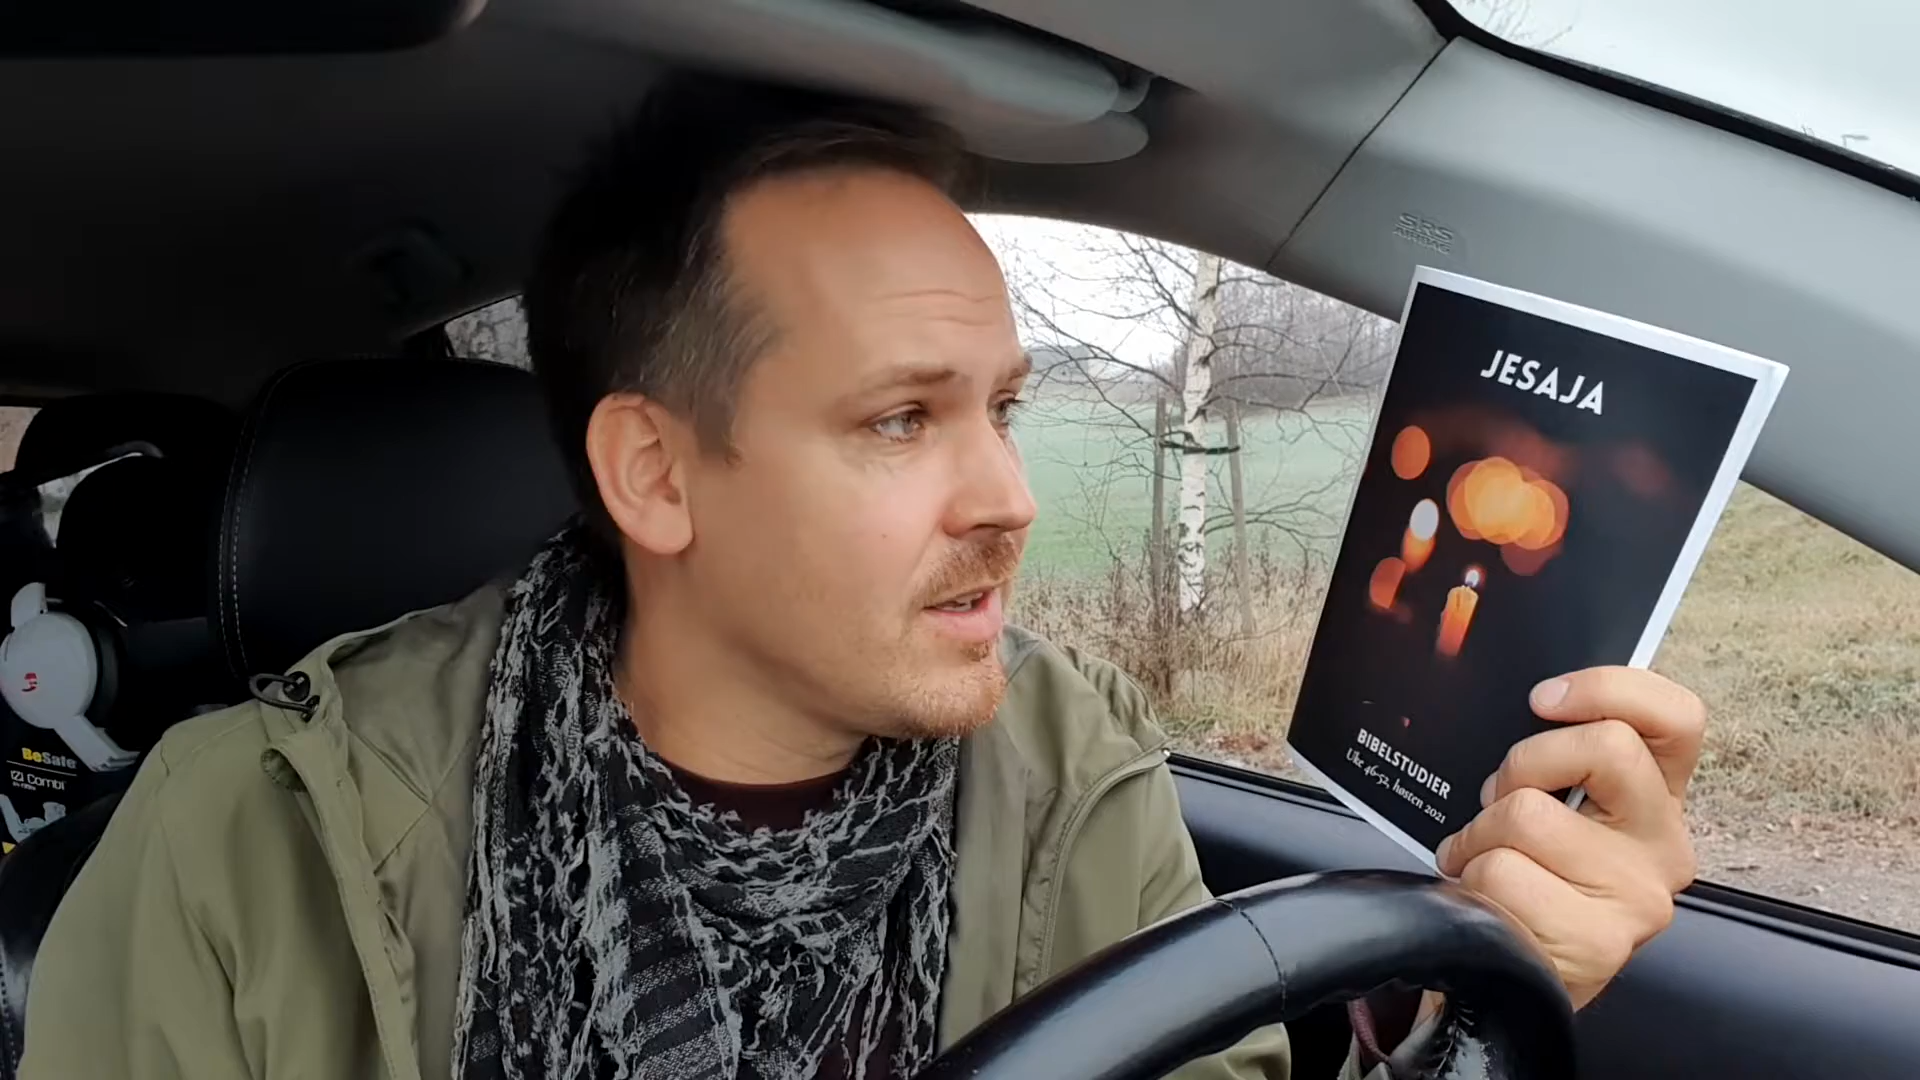 SRS
AIRBAG
JESAJA
BIBELSTUDIER
Uke 46-52, høsten 2021
BeSafe
iZi Combi